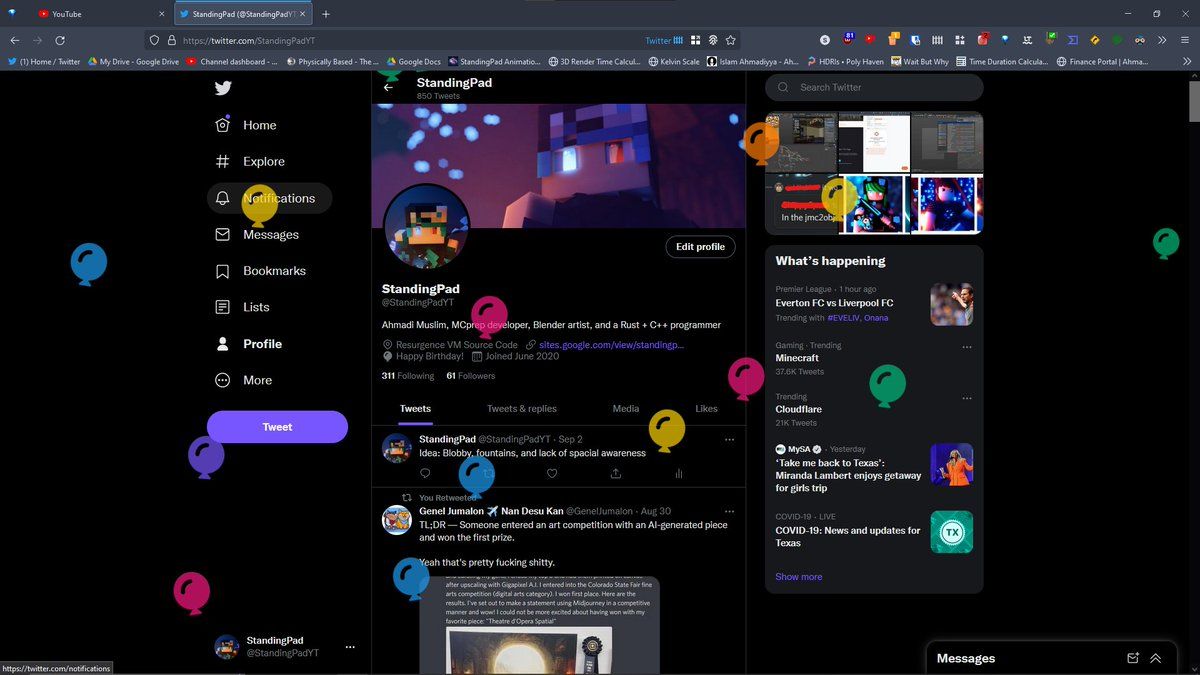 YouTube
StandingPad (@StandingPadYT
https://twitter.com/StandingPadYT
Twitter
81
(1) Home / Twitter
My Drive - Google Drive
Channel dashboard - ...
Physically Based - The ...
Google Docs
StandingPad Animatio...
3D Render Time Calcul...
Kelvin Scale
Islam Ahmadiyya - Ah...
HDRIs • Poly Haven
Wait But Why
Time Duration Calcula...
Finance Portal | Ahma...
StandingPad
850 Tweets
Search Twitter
Home
Explore
Notifications
Messages
Bookmarks
Lists
Profile
More
Tweet
StandingPad
@StandingPadYT
https://twitter.com/notifications
Edit profile
StandingPad
@StandingPadYT
Ahmadi Muslim, MCprep developer, Blender artist, and a Rust + C++ programmer
Resurgence VM Source Code
sites.google.com/view/standingp...
Happy Birthday!
Joined June 2020
311 Following
61 Followers
Tweets
Tweets & replies
Media
Likes
StandingPad @StandingPadYT · Sep 2
Idea: Blobby, fountains, and lack of spacial awareness
You Retweeted
Genel Jumalon ✈️ Nan Desu Kan @GenelJumalon · Aug 30
TL;DR — Someone entered an art competition with an AI-generated piece
and won the first prize.
Yeah that's pretty fucking shitty.
after upscaling with Gigapixel A.I. I entered into the Colorado State Fair fine
arts competition (digital arts category). I won first place. Here are the
results. I've set out to make a statement using Midjourney in a competitive
manner and wow! I could not be more excited about having won with my
favorite piece: "Theatre d'Opera Spatial"
In the jmc2obj
What's happening
Premier League · 1 hour ago
Everton FC vs Liverpool FC
Trending with #EVELIV, Onana
Gaming · Trending
Minecraft
37.6K Tweets
Trending
Cloudflare
21K Tweets
MySA · Yesterday
'Take me back to Texas':
Miranda Lambert enjoys getaway
for girls trip
COVID-19 · LIVE
COVID-19: News and updates for
Texas
TX
Show more
Messages